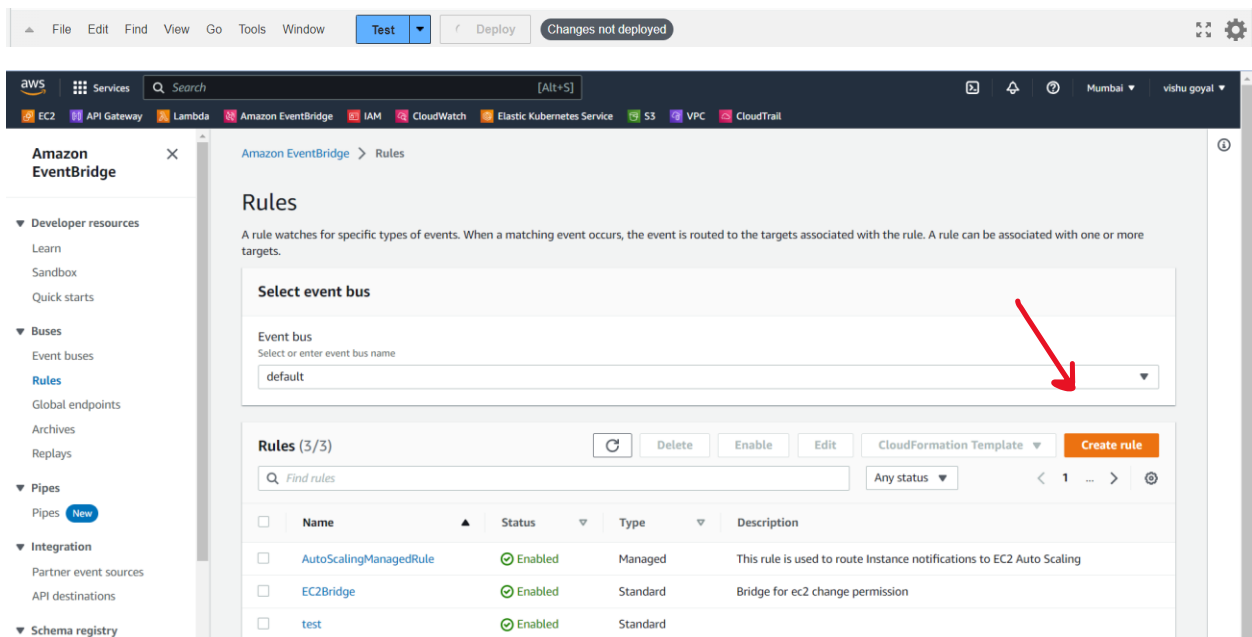 File Edit Find View Go Tools Window Test Deploy Changes not deployed
aws Services Search [Alt+S] Mumbai vishu goyal
EC2 API Gateway Lambda Amazon EventBridge IAM CloudWatch Elastic Kubernetes Service S3 VPC CloudTrail
Amazon
EventBridge
Developer resources
Learn
Sandbox
Quick starts
Buses
Event buses
Rules
Global endpoints
Archives
Replays
Pipes
Pipes New
Integration
Partner event sources
API destinations
Schema registry
Amazon EventBridge > Rules
Rules
A rule watches for specific types of events. When a matching event occurs, the event is routed to the targets associated with the rule. A rule can be associated with one or more
targets.
Select event bus
Event bus
Select or enter event bus name
default
Rules (3/3) Delete Enable Edit CloudFormation Template Create rule
Find rules Any status < 1 ... >
Name Status Type Description
AutoScalingManagedRule Enabled Managed This rule is used to route Instance notifications to EC2 Auto Scaling
EC2Bridge Enabled Standard Bridge for ec2 change permission
test Enabled Standard